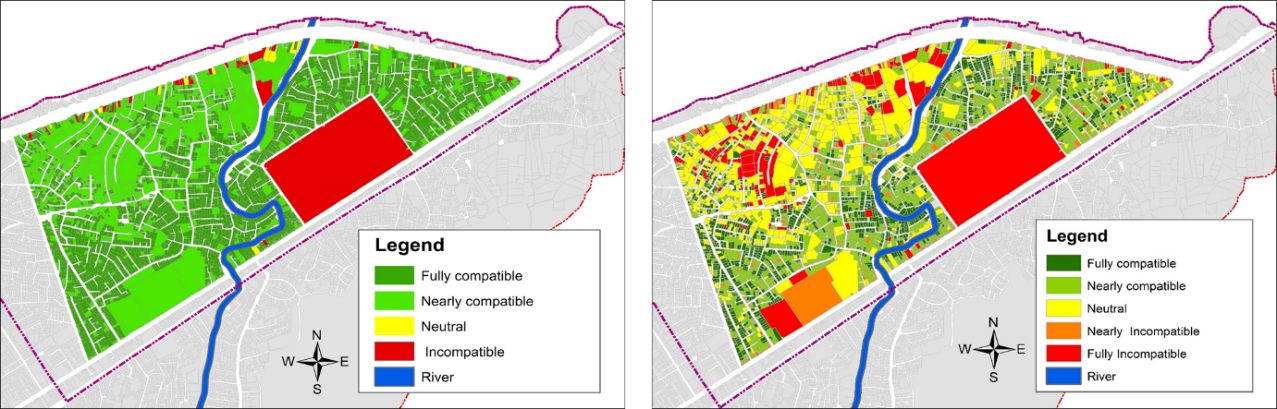 Legend
Fully compatible
Nearly compatible
Neutral
Incompatible
River
N
W E
S
Legend
Fully compatible
Nearly compatible
Neutral
Nearly Incompatible
Fully Incompatible
River
N
W E
S